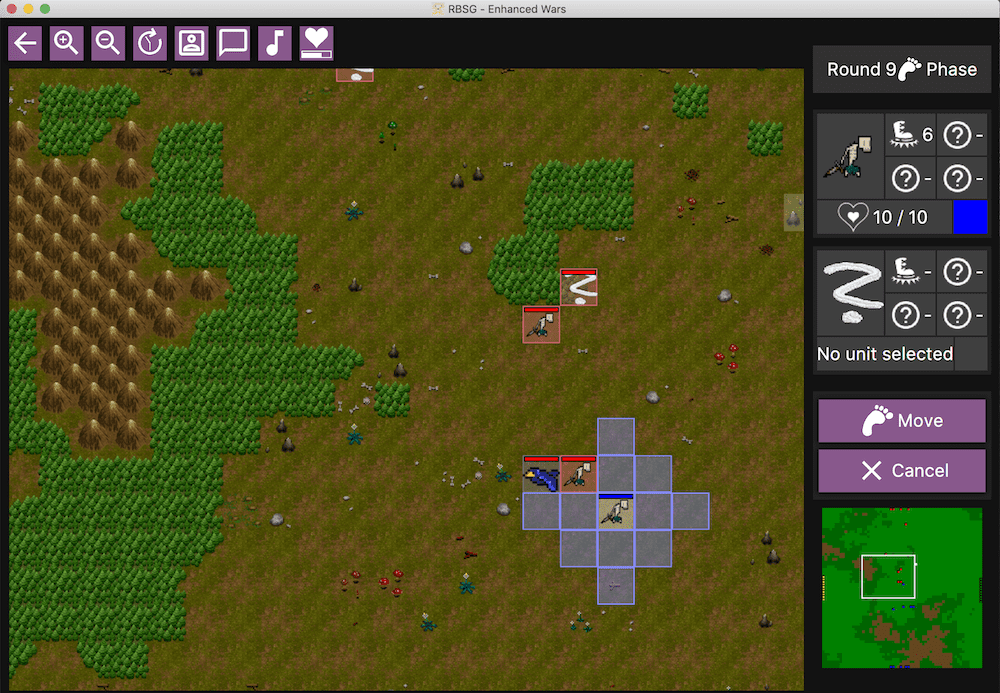 RBSG - Enhanced Wars
Round 9 Phase
6 -
- -
10 / 10
- -
- -
No unit selected
Move
Cancel